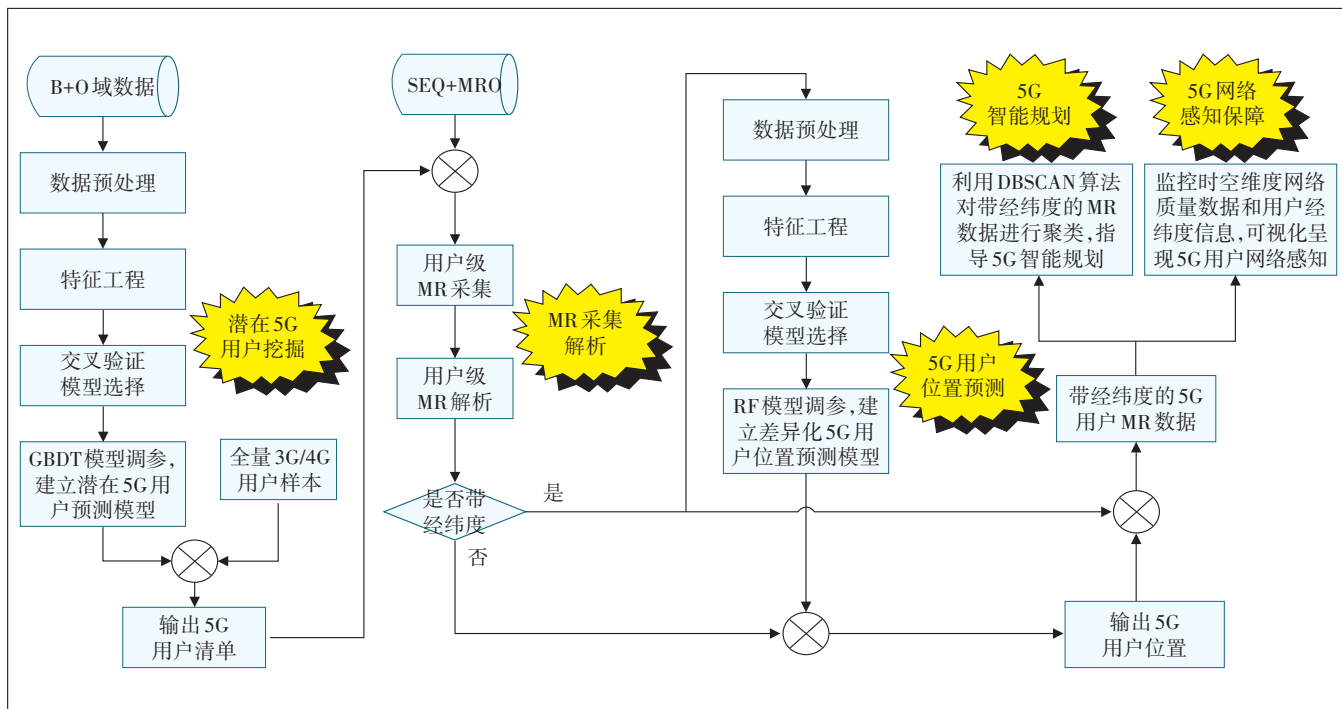 B+O域数据
数据预处理
特征工程
交叉验证
模型选择
GBDT模型调参，
建立潜在5G用
户预测模型
全量3G/4G
用户样本
潜在5G
用户挖掘
输出5G
用户清单
SEQ+MRO
用户级
MR采集
用户级
MR解析
MR采集
解析
是否带
经纬度
是
否
数据预处理
特征工程
交叉验证
模型选择
RF模型调参，建
立差异化5G用
户位置预测模型
5G用户
位置预测
输出5G
用户位置
带经纬度的5G
用户MR数据
利用DBSCAN算法
对带经纬度的MR
数据进行聚类，指
导5G智能规划
5G
智能规划
监控时空维度网络
质量数据和用户经
纬度信息，可视化呈
现5G用户网络感知
5G网络
感知保障